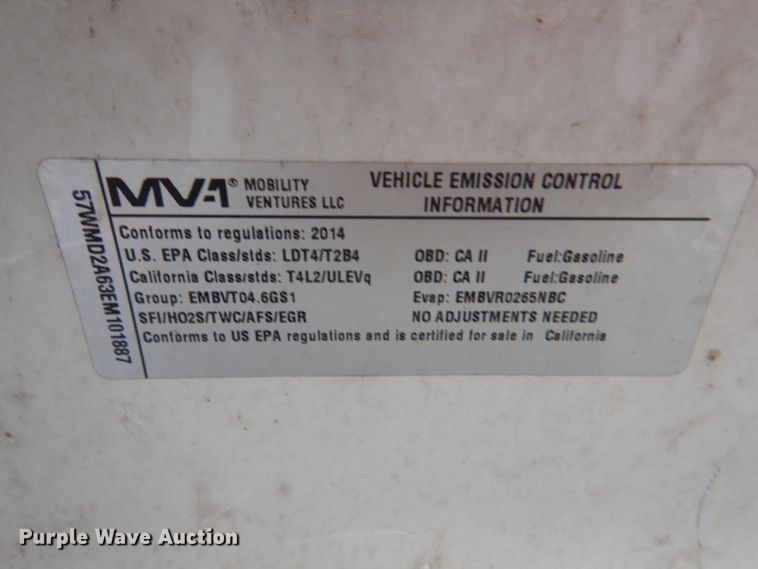 57WMD2A63EM101887
MVA® MOBILITY VENTURES LLC
VEHICLE EMISSION CONTROL INFORMATION
Conforms to regulations: 2014
U.S. EPA Class/stds: LDT4/T2B4 OBD: CA II Fuel:Gasoline
California Class/stds: T4L2/ULEVq OBD: CA II Fuel:Gasoline
Group: EMBVT04.6GS1 Evap: EMBVR0265NBC
SFI/HO2S/TWC/AFS/EGR NO ADJUSTMENTS NEEDED
Conforms to US EPA regulations and is certified for sale in California
Purple Wave Auction